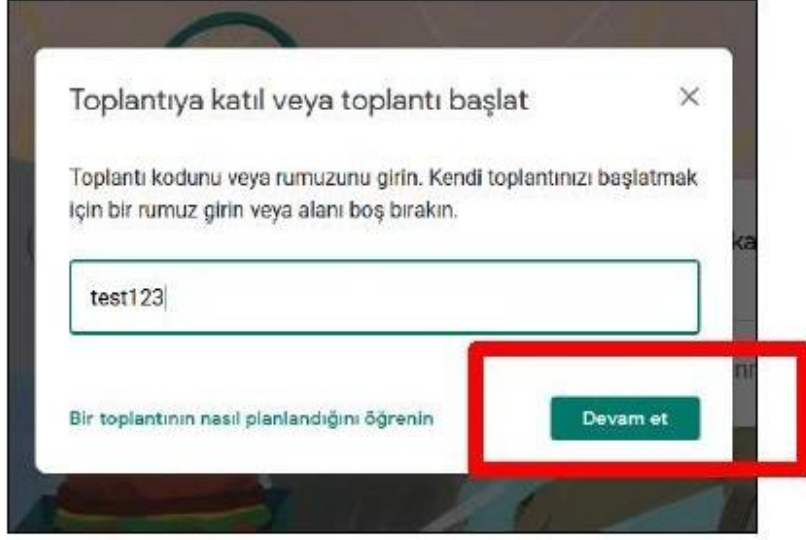 Toplantıya katıl veya toplantı başlat
Toplantı kodunu veya rumuzunu girin. Kendi toplantınızı başlatmak
için bir rumuz girin veya alanı boş bırakın.
ka
test123
Bir toplantının nasıl planlandığını öğrenin
Devam et